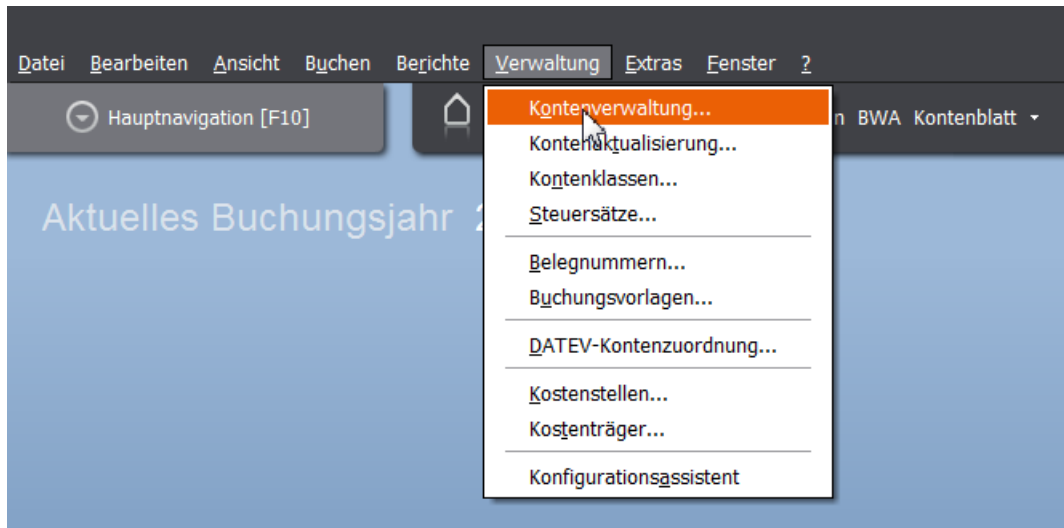 Datei Bearbeiten Ansicht Buchen Berichte Verwaltung Extras Fenster ?
Hauptnavigation [F10]
BWA Kontenblatt
Aktuelles Buchungsjahr
Kontenverwaltung...
Kontenaktualisierung...
Kontenklassen...
Steuersätze...
Belegnummern...
Buchungsvorlagen...
DATEV-Kontenzuordnung...
Kostenstellen...
Kostenträger...
Konfigurationsassistent